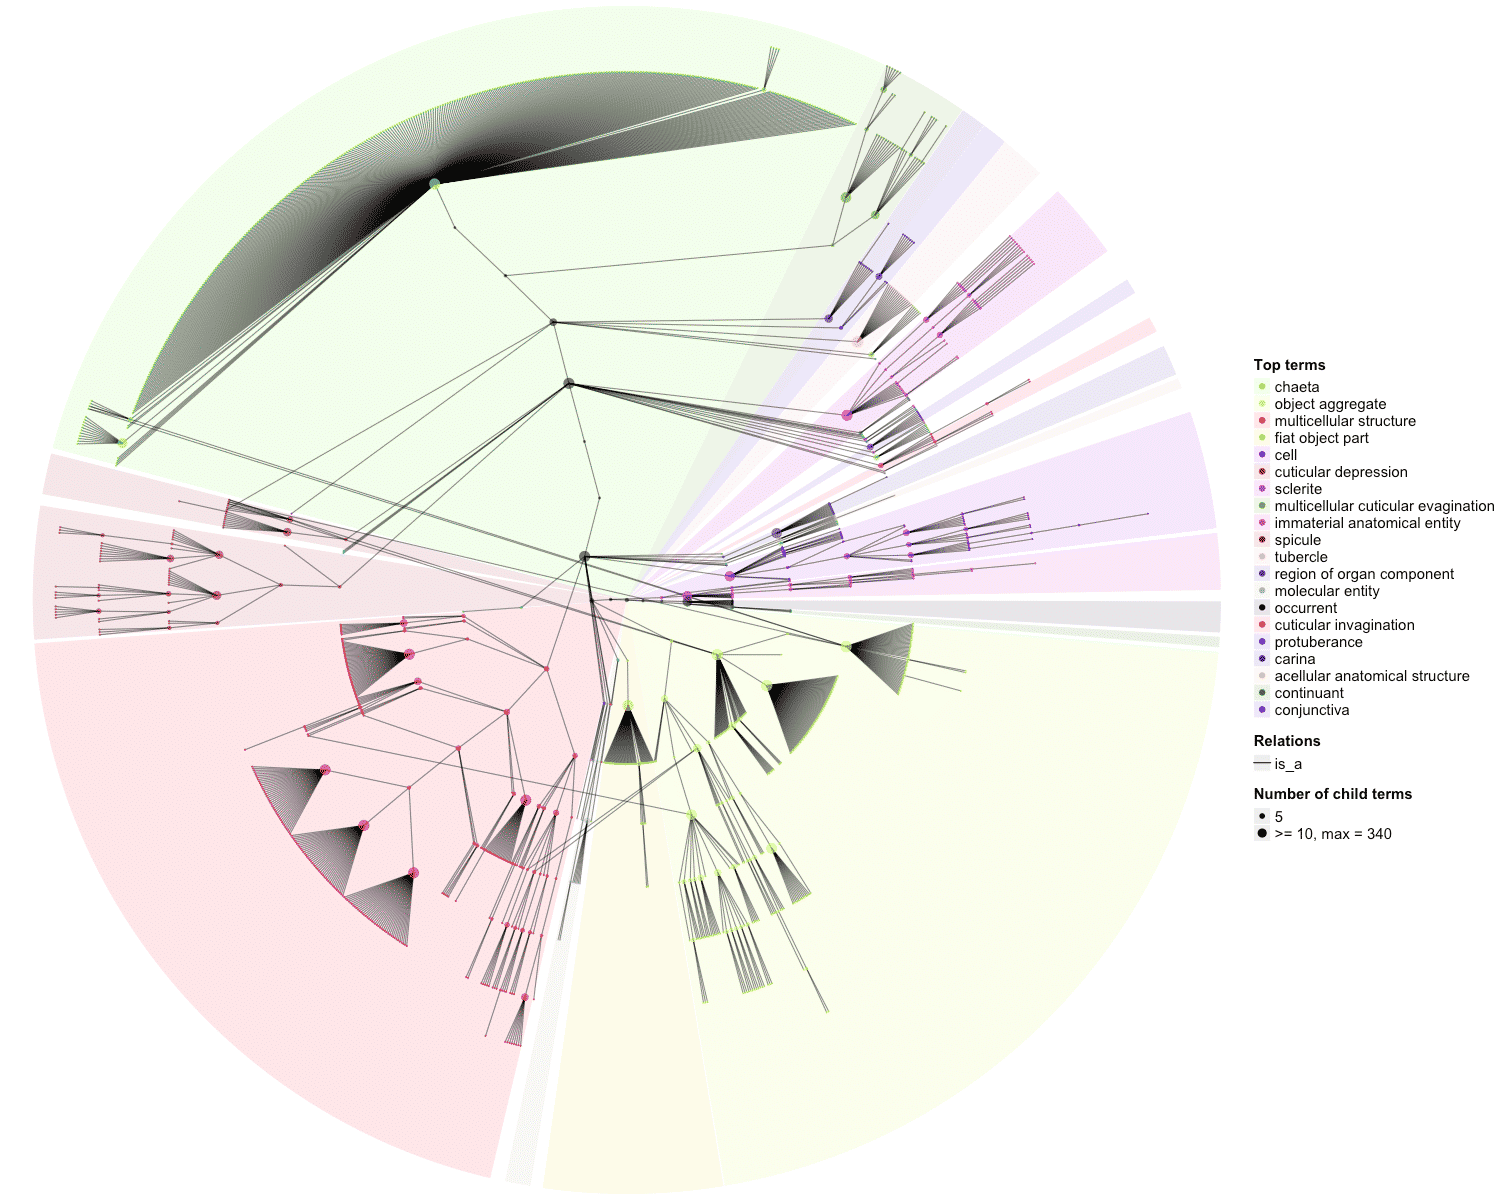 Top terms
chaeta
object aggregate
multicellular structure
fiat object part
cell
cuticular depression
sclerite
multicellular cuticular evagination
immaterial anatomical entity
spicule
tubercle
region of organ component
molecular entity
occurrent
cuticular invagination
protuberance
carina
acellular anatomical structure
continuant
conjunctiva
Relations
is_a
Number of child terms
5
>= 10, max = 340